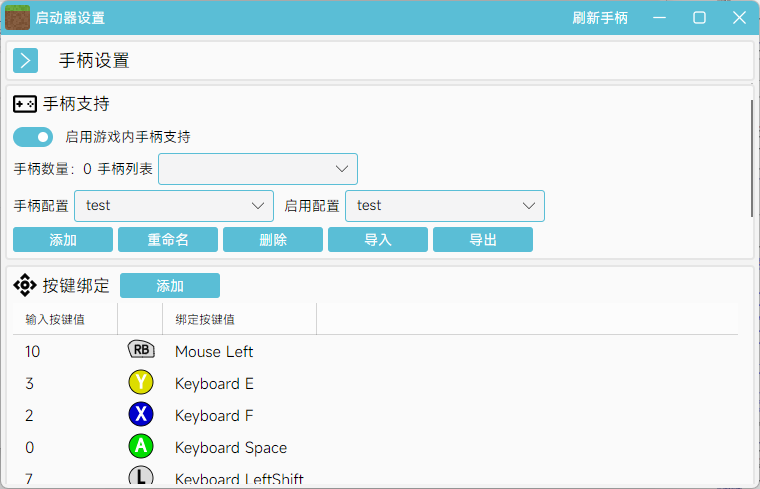 启动器设置 刷新手柄
手柄设置
手柄支持
启用游戏内手柄支持
手柄数量：0 手柄列表
手柄配置 test 启用配置 test
添加 重命名 删除 导入 导出
按键绑定 添加
输入按键值 绑定按键值
10 RB Mouse Left
3 Y Keyboard E
2 X Keyboard F
0 A Keyboard Space
7 L Keyboard LeftShift